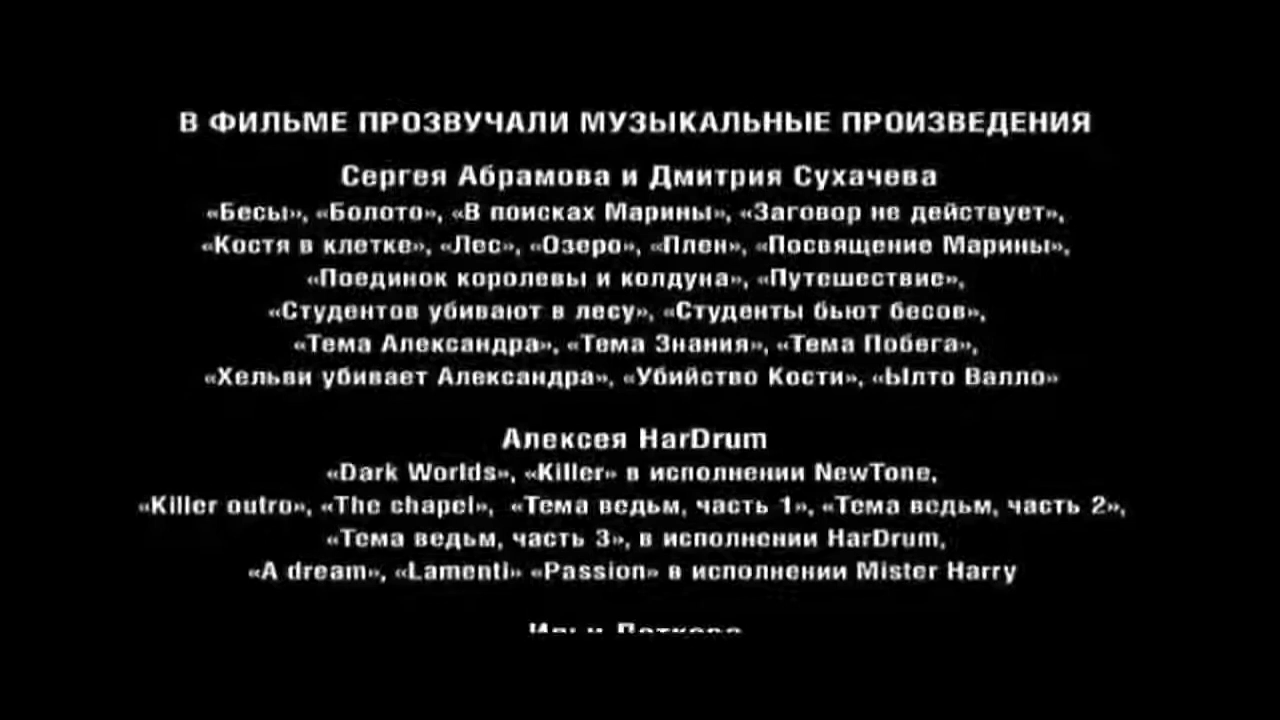 В ФИЛЬМЕ ПРОЗВУЧАЛИ МУЗЫКАЛЬНЫЕ ПРОИЗВЕДЕНИЯ
Сергея Абрамова и Дмитрия Сухачева
«Бесы», «Болото», «В поисках Марины», «Заговор не действует»,
«Костя в клетке», «Лес», «Озеро», «Плен», «Посвящение Марины»,
«Поединок королевы и колдуна», «Путешествие»,
«Студентов убивают в лесу», «Студенты бьют бесов»,
«Тема Александра», «Тема Знания», «Тема Побега»,
«Хельви убивает Александра», «Убийство Кости», «Ылто Валло»
Алексея HarDrum
«Dark Worlds», «Killer» в исполнении NewTone,
«Killer outro», «The chapel», «Тема ведьм, часть 1», «Тема ведьм, часть 2»,
«Тема ведьм, часть 3», в исполнении HarDrum,
«A dream», «Lamenti» «Passion» в исполнении Mister Harry